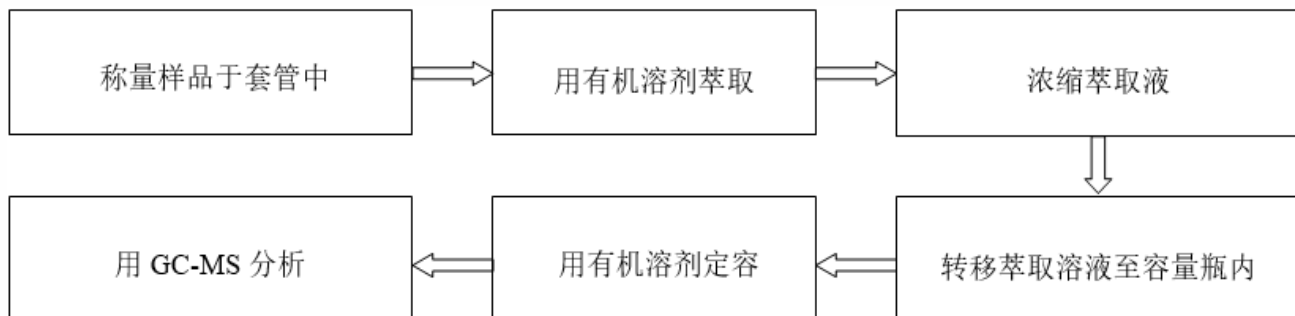 称量样品于套管中
用有机溶剂萃取
浓缩萃取液
转移萃取溶液至容量瓶内
用有机溶剂定容
用 GC-MS 分析